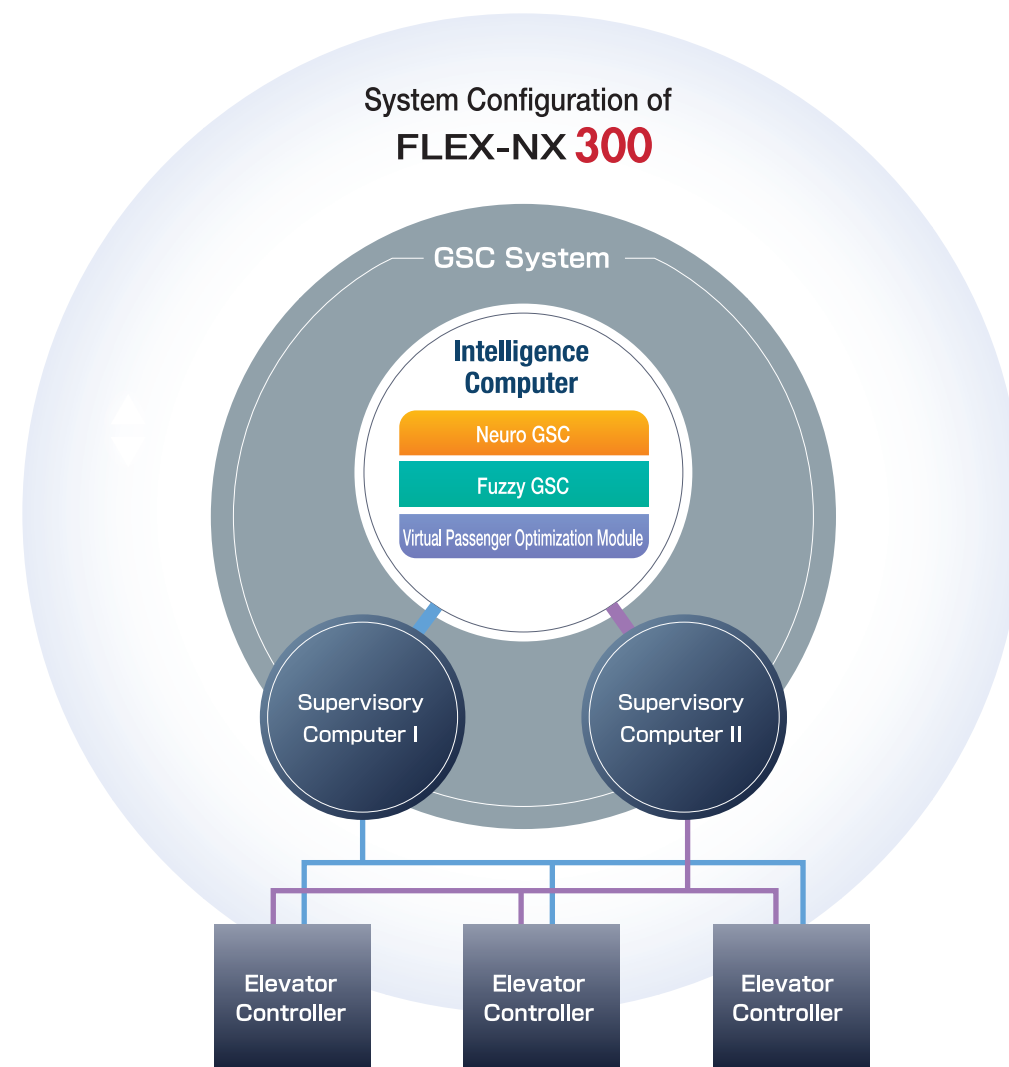 System Configuration of
FLEX-NX 300
GSC System
Intelligence
Computer
Neuro GSC
Fuzzy GSC
Virtual Passenger Optimization Module
Supervisory
Computer I
Supervisory
Computer II
Elevator
Controller
Elevator
Controller
Elevator
Controller